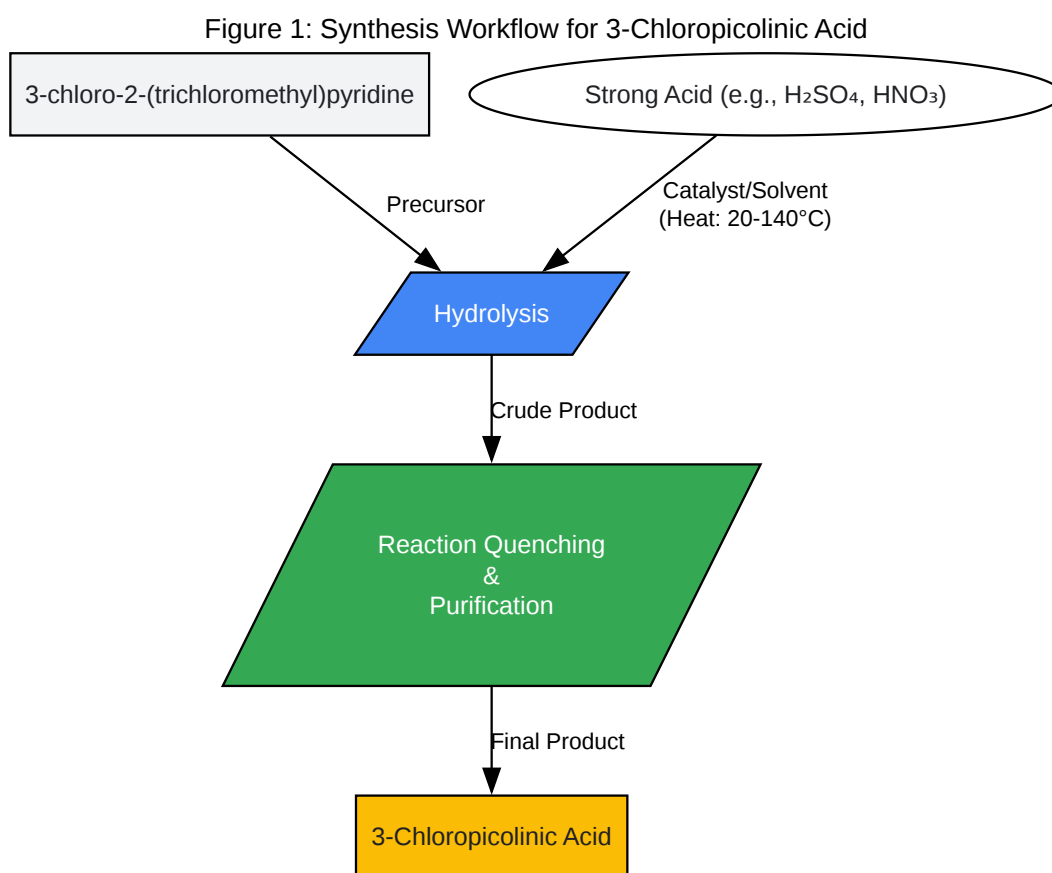 Figure 1: Synthesis Workflow for 3-Chloropicolinic Acid
3-chloro-2-(trichloromethyl)pyridine
Strong Acid (e.g., H₂SO₄, HNO₃)
Precursor
Catalyst/Solvent
(Heat: 20-140°C)
Hydrolysis
Crude Product
Reaction Quenching
&
Purification
Final Product
3-Chloropicolinic Acid